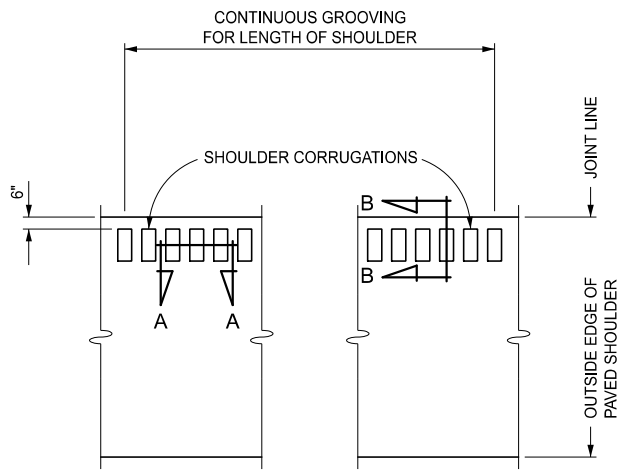 CONTINUOUS GROOVING
FOR LENGTH OF SHOULDER
SHOULDER CORRUGATIONS
6"
JOINT LINE
B
B
A
A
OUTSIDE EDGE OF
PAVED SHOULDER